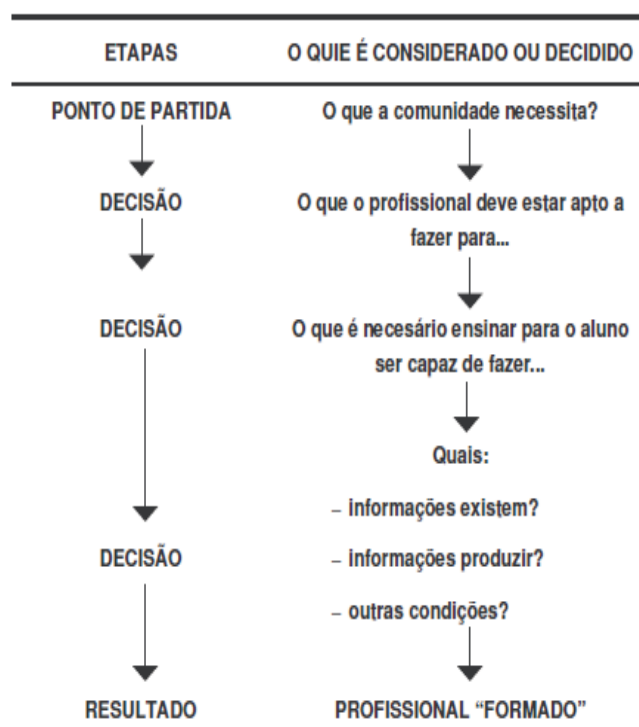 ETAPAS O QUIE É CONSIDERADO OU DECIDIDO
PONTO DE PARTIDA O que a comunidade necessita?
DECISÃO O que o profissional deve estar apto a
fazer para...
DECISÃO O que é necesário ensinar para o aluno
ser capaz de fazer...
Quais:
– informações existem?
DECISÃO – informações produzir?
– outras condições?
RESULTADO PROFISSIONAL “FORMADO”